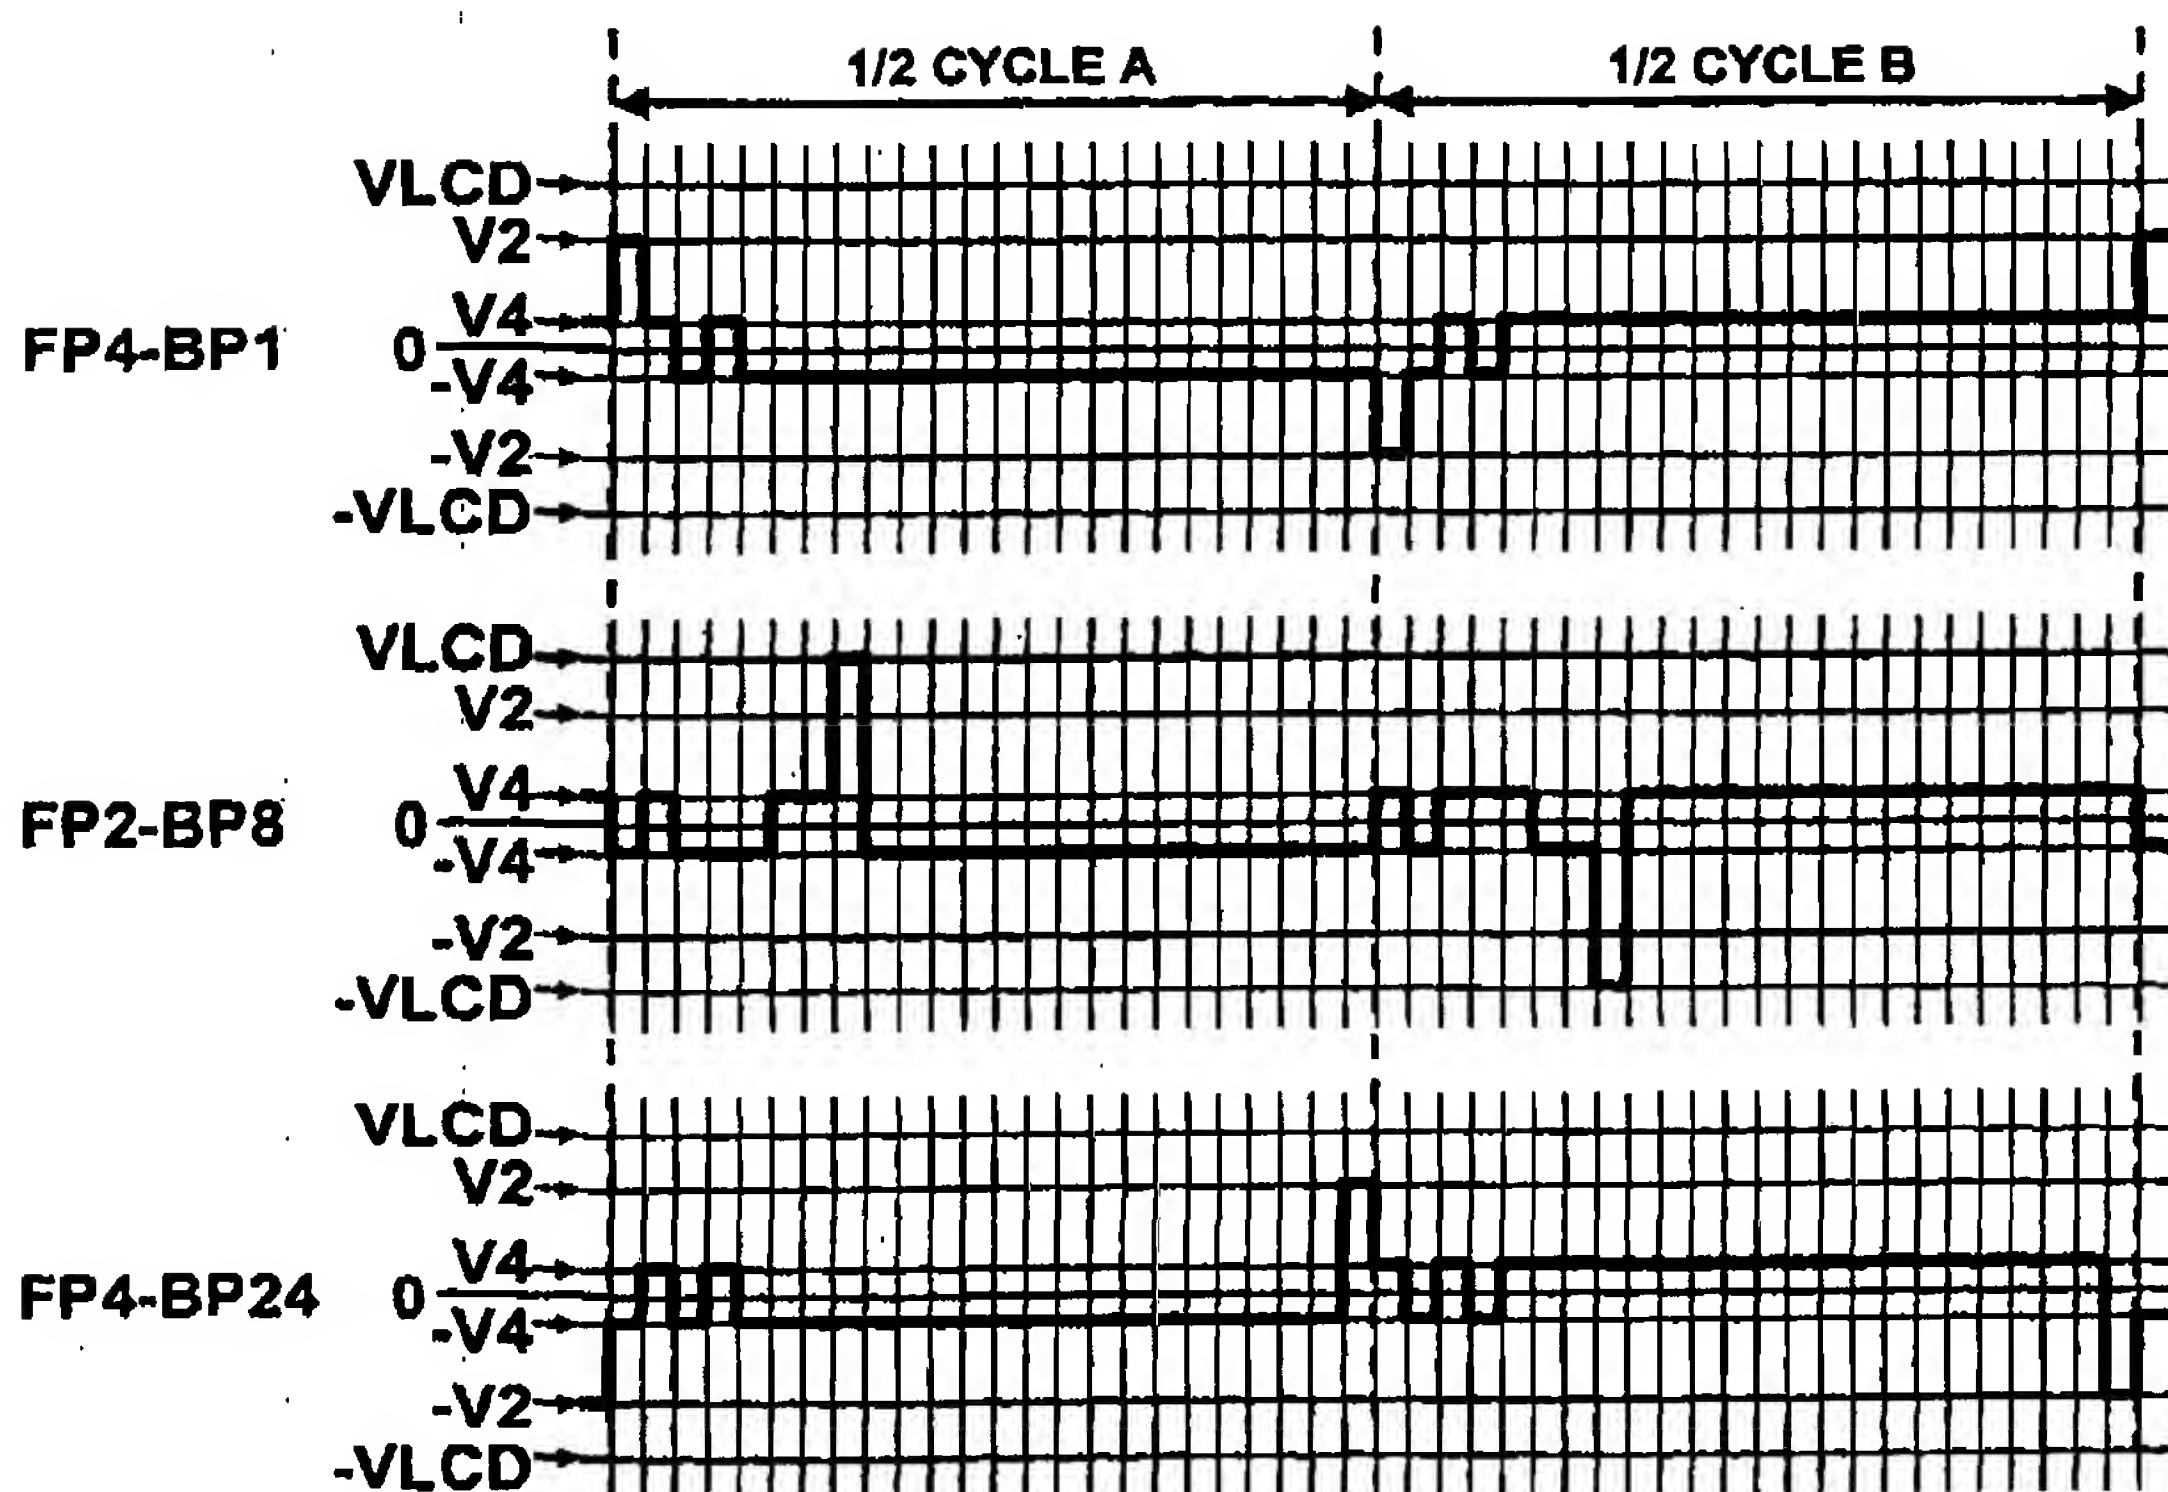 1/2 CYCLE A 1/2 CYCLE B
VLCD
V2
V4
FP4-BP1 0
-V4
-V2
-VLCD
VLCD
V2
V4
FP2-BP8 0
-V4
-V2
-VLCD
VLCD
V2
V4
FP4-BP24 0
-V4
-V2
-VLCD